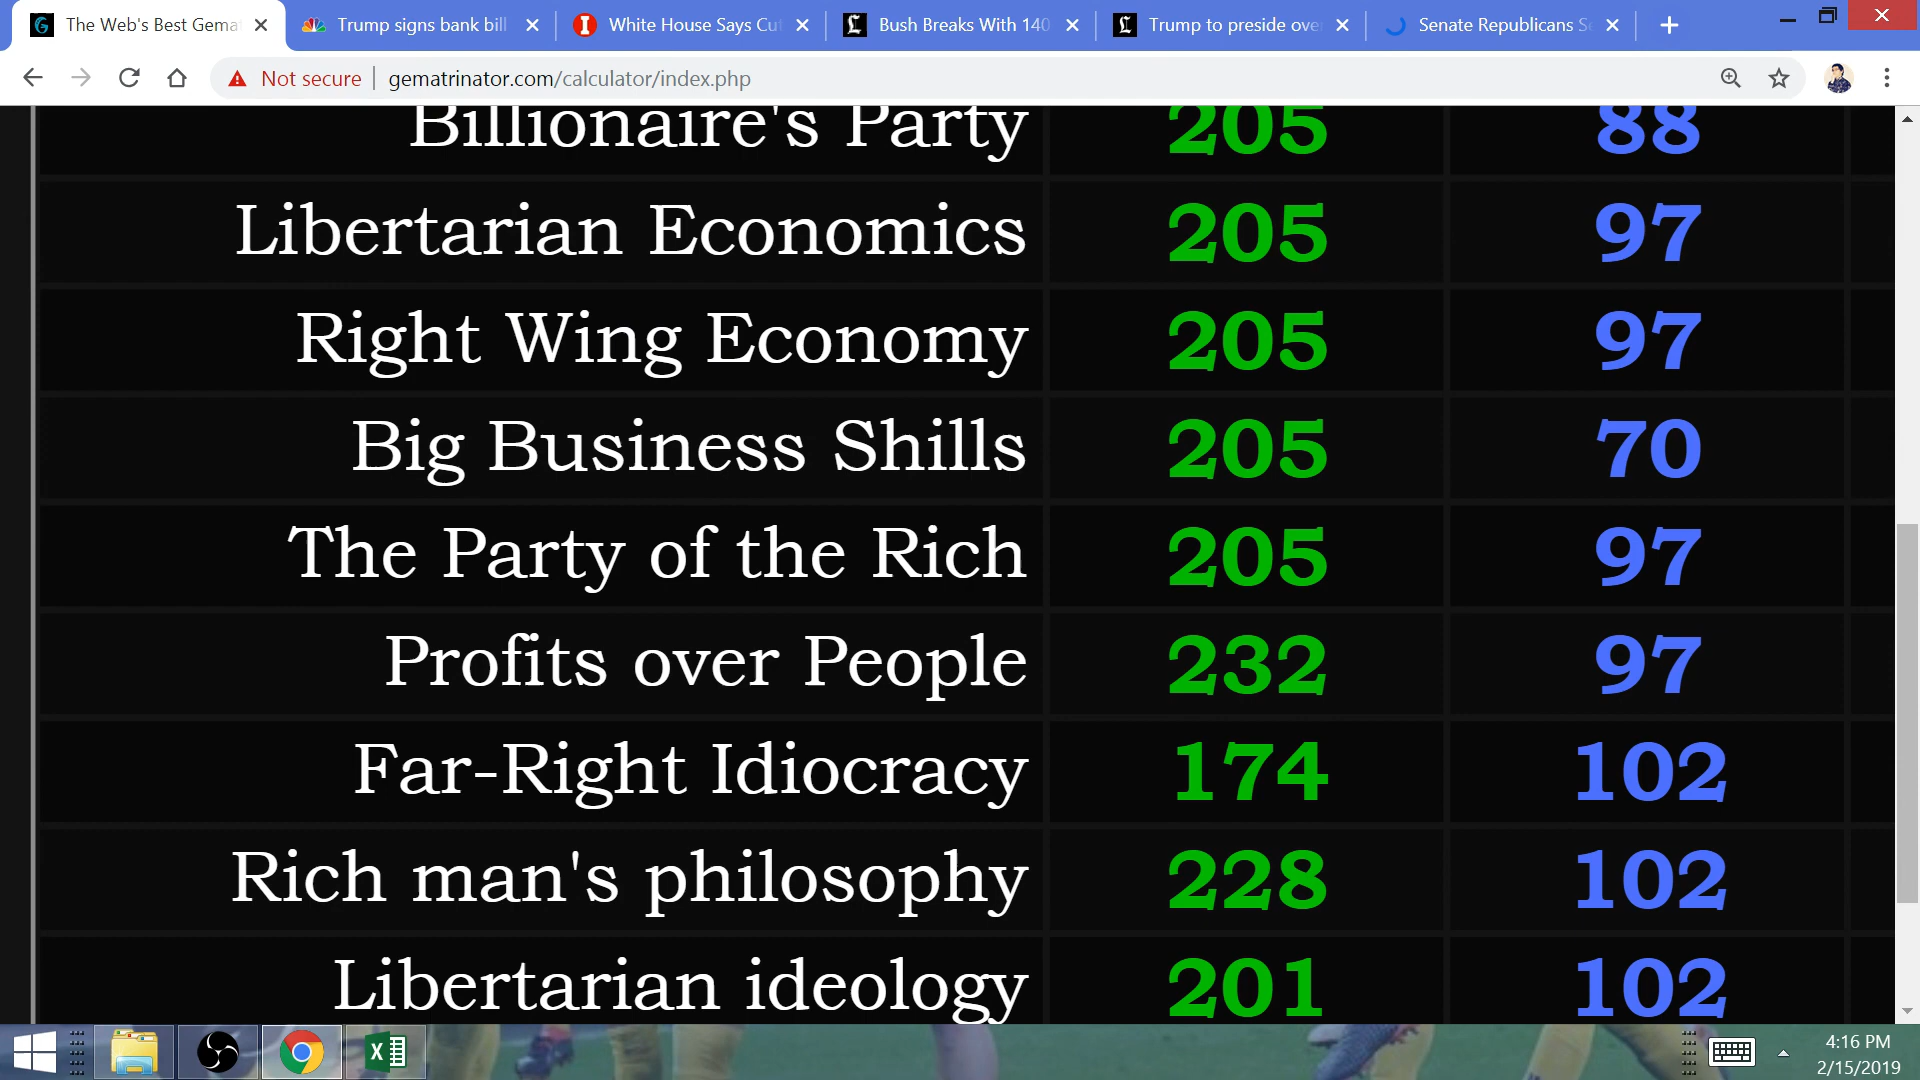 The Web's Best Gema
Trump signs bank bill
White House Says Cut
Bush Breaks With 140
Trump to preside over
Senate Republicans Se
Not secure
gematrinator.com/calculator/index.php
Billionaire's Party 205 88
Libertarian Economics 205 97
Right Wing Economy 205 97
Big Business Shills 205 70
The Party of the Rich 205 97
Profits over People 232 97
Far-Right Idiocracy 174 102
Rich man's philosophy 228 102
Libertarian ideology 201 102
4:16 PM
2/15/2019